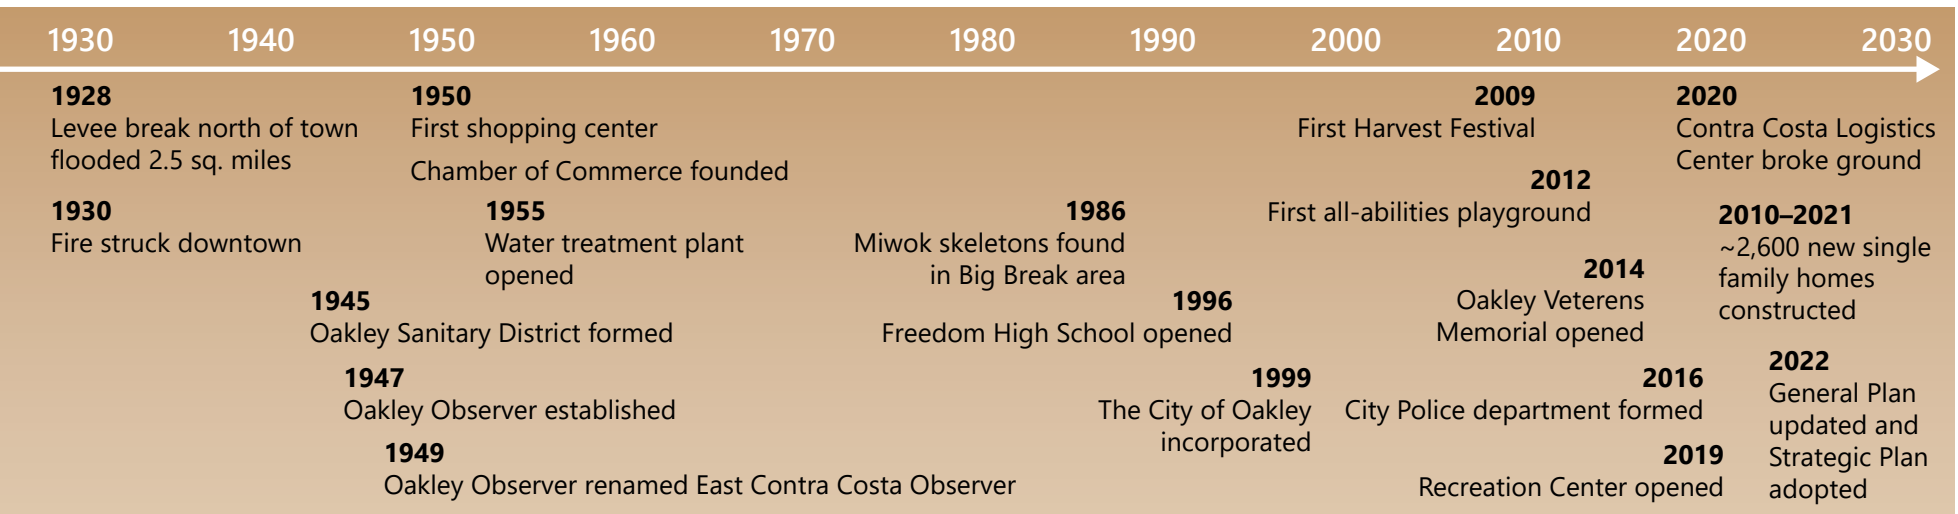 1930 1940 1950 1960 1970 1980 1990 2000 2010 2020 2030
1928
Levee break north of town
flooded 2.5 sq. miles
1930
Fire struck downtown
1945
Oakley Sanitary District formed
1947
Oakley Observer established
1949
Oakley Observer renamed East Contra Costa Observer
1950
First shopping center
Chamber of Commerce founded
1955
Water treatment plant
opened
1986
Miwok skeletons found
in Big Break area
1996
Freedom High School opened
1999
The City of Oakley
incorporated
2009
First Harvest Festival
2012
First all-abilities playground
2014
Oakley Veterens
Memorial opened
2016
City Police department formed
2019
Recreation Center opened
2020
Contra Costa Logistics
Center broke ground
2010–2021
~2,600 new single
family homes
constructed
2022
General Plan
updated and
Strategic Plan
adopted